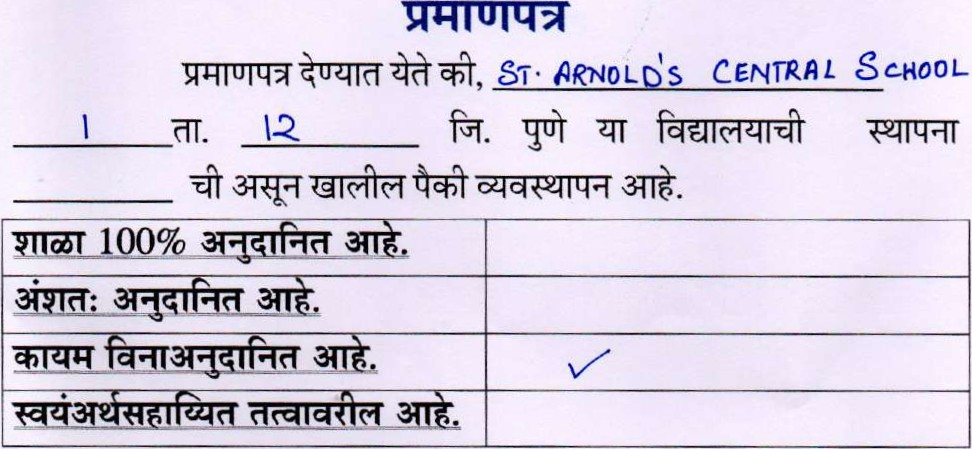 प्रमाणपत्र
प्रमाणपत्र देण्यात येते की, ST. ARNOLD'S CENTRAL SCHOOL
1 ता. 12 जि. पुणे या विद्यालयाची स्थापना
ची असून खालील पैकी व्यवस्थापन आहे.
शाळा 100% अनुदानित आहे.
अंशतः अनुदानित आहे.
कायम विनाअनुदानित आहे. ✓
स्वयंअर्थसहाय्यित तत्वावरील आहे.